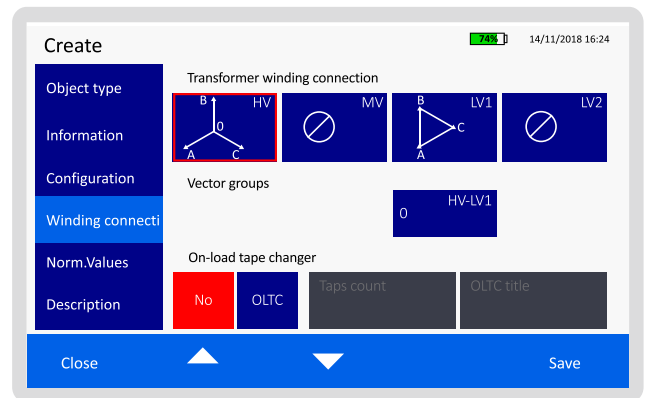 Create
74%
14/11/2018 16:24
Object type
Information
Configuration
Winding connecti
Norm.Values
Description
Transformer winding connection
HV
B
0
A
C
MV
LV1
B
C
A
LV2
Vector groups
HV-LV1
0
On-load tape changer
No
OLTC
Taps count
OLTC title
Close
Save